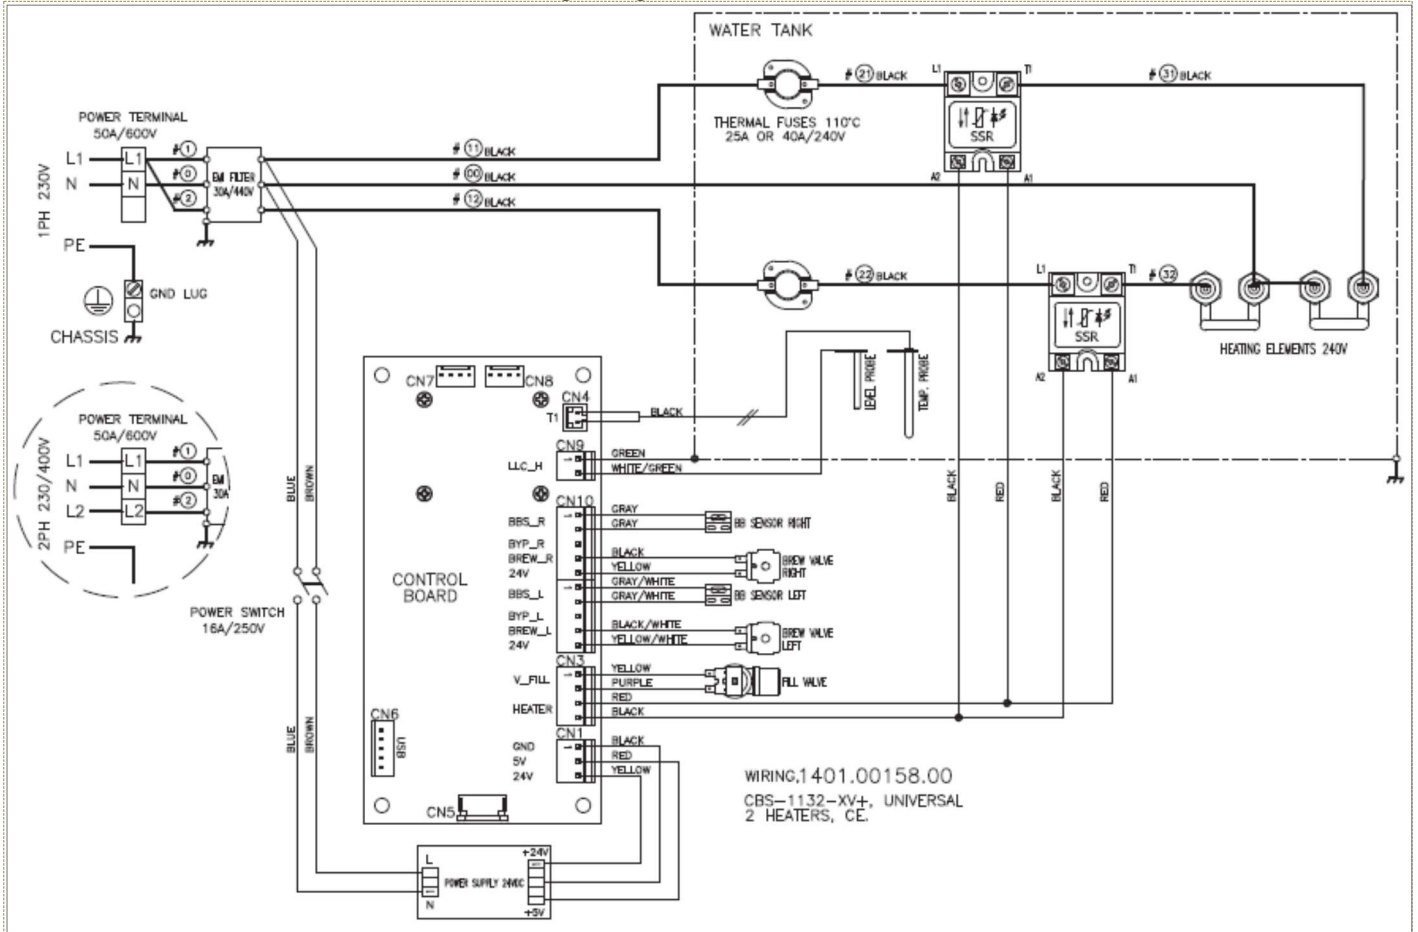 WATER TANK
POWER TERMINAL
50A/600V
1PH 230V
L1
L1
N
N
PE
#1
#0
#2
EMI FILTER
30A/440V
#11 BLACK
#00 BLACK
#12 BLACK
THERMAL FUSES 110°C
25A OR 40A/240V
#21 BLACK
L1
T1
SSR
A2
A1
#31 BLACK
#22 BLACK
L1
T1
SSR
A2
A1
#32
HEATING ELEMENTS 240V
GND LUG
CHASSIS
POWER TERMINAL
50A/600V
2PH 230/400V
L1
L1
N
N
L2
L2
PE
#1
#0
#2
EMI
30A
BLUE
BROWN
POWER SWITCH
16A/250V
BLUE
BROWN
CN7
CN8
CN4
T1
BLACK
LEVEL PROBE
TEMP. PROBE
CN9
LLC_H
GREEN
WHITE/GREEN
BLACK
RED
BLACK
RED
CONTROL
BOARD
CN10
BBS_R
BYP_R
BREW_R
24V
BBS_L
BYP_L
BREW_L
24V
GRAY
GRAY
BB SENSOR RIGHT
BLACK
YELLOW
BREW VALVE
RIGHT
GRAY/WHITE
GRAY/WHITE
BB SENSOR LEFT
BLACK/WHITE
YELLOW/WHITE
BREW VALVE
LEFT
CN3
V_FILL
HEATER
YELLOW
PURPLE
FILL VALVE
RED
BLACK
CN6
USB
CN1
GND
5V
24V
BLACK
RED
YELLOW
CN5
L
N
POWER SUPPLY 24VDC
+24V
+5V
WIRING,1401.00158.00
CBS-1132-XV+, UNIVERSAL
2 HEATERS, CE.